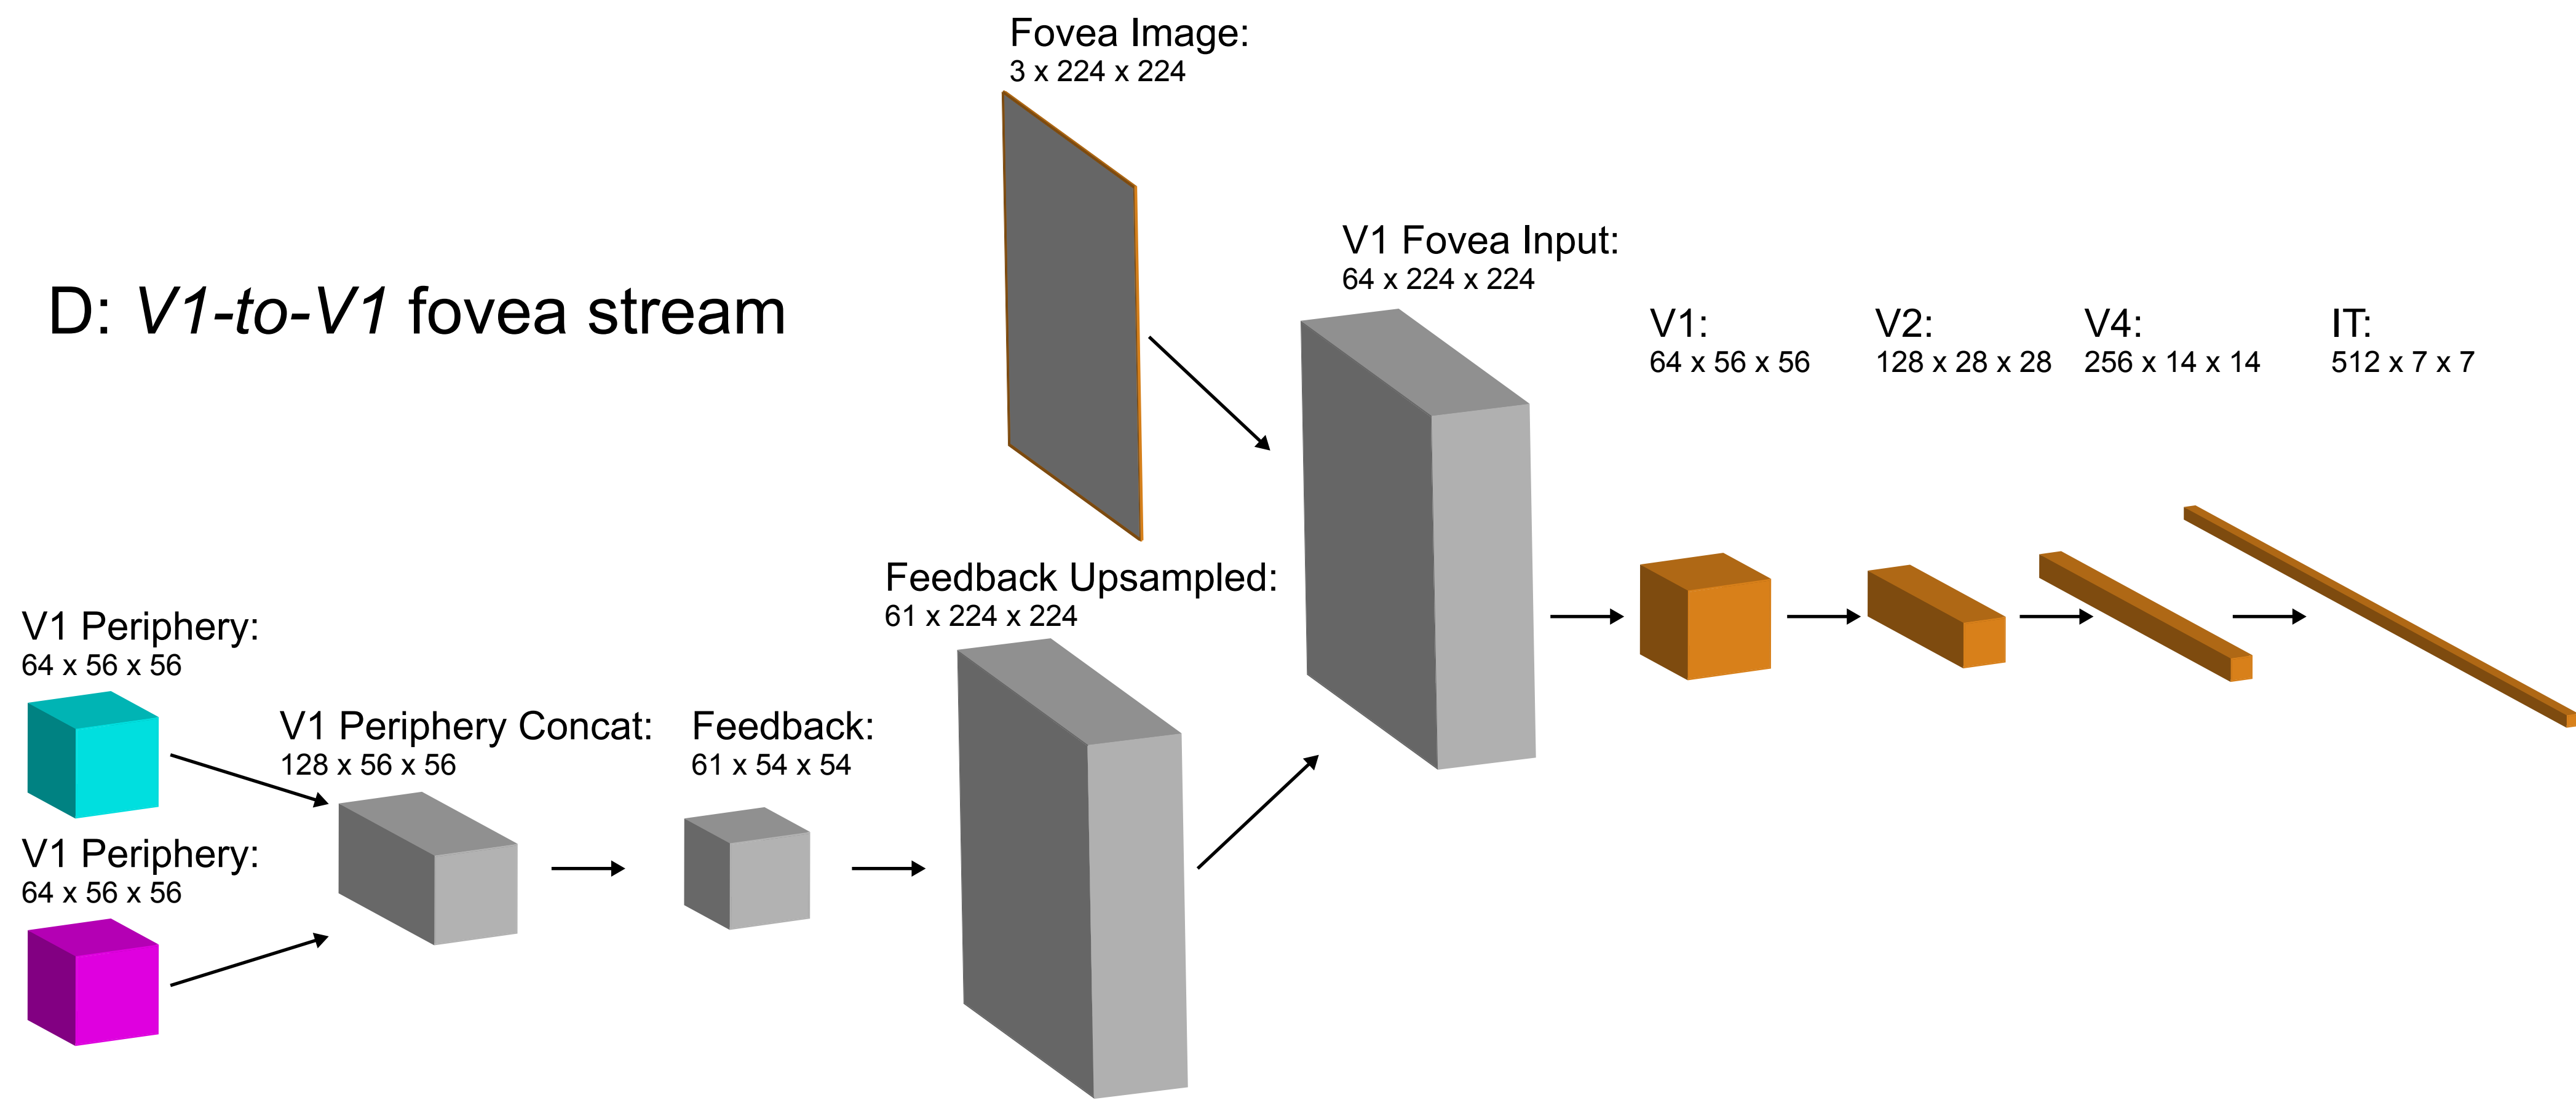 Fovea Image:
3 x 224 x 224
V1 Fovea Input:
64 x 224 x 224
D: V1-to-V1 fovea stream
V1:
64 x 56 x 56
V2:
128 x 28 x 28
V4:
256 x 14 x 14
IT:
512 x 7 x 7
Feedback Upsampled:
61 x 224 x 224
V1 Periphery:
64 x 56 x 56
V1 Periphery Concat:
128 x 56 x 56
Feedback:
61 x 54 x 54
V1 Periphery:
64 x 56 x 56